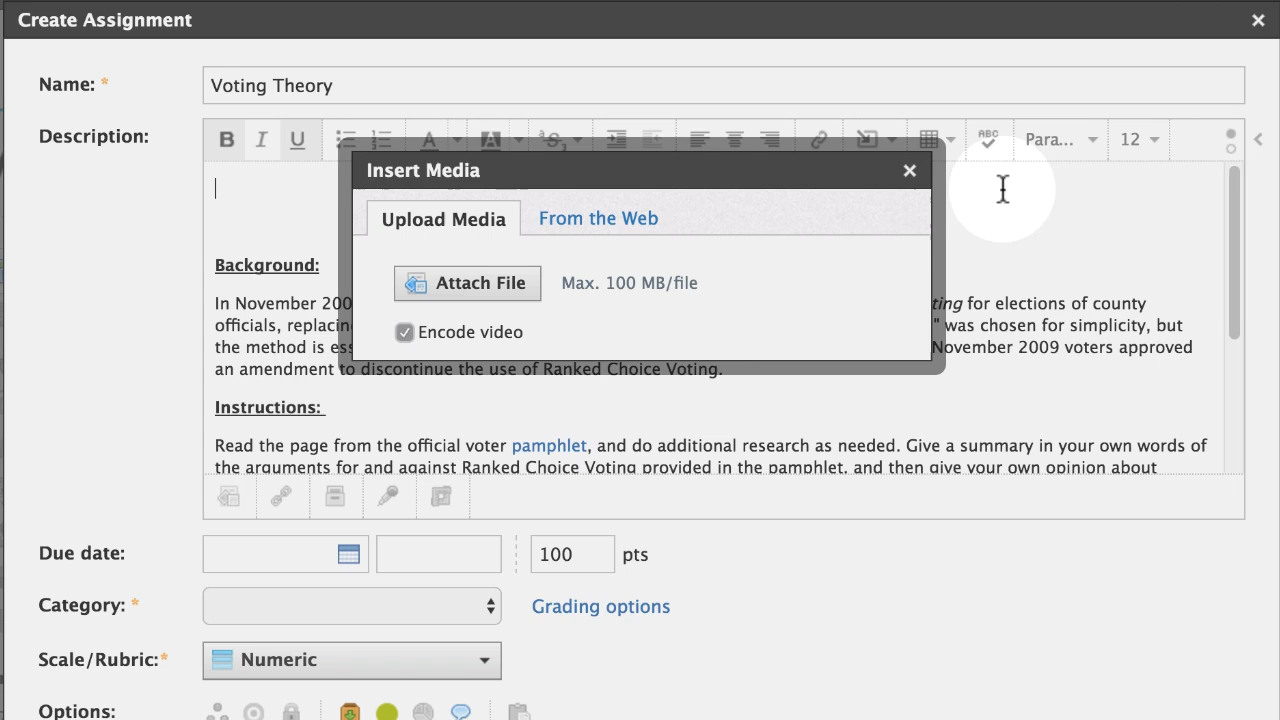 Create Assignment
Name: *
Voting Theory
Description:
B I U
A A S
ABC
Para... 12
Insert Media
Upload Media From the Web
Attach File Max. 100 MB/file
Encode video
Background:
In November 200 ting for elections of county
officials, replacin " was chosen for simplicity, but
the method is es November 2009 voters approved
an amendment to discontinue the use of Ranked Choice Voting.
Instructions:
Read the page from the official voter pamphlet, and do additional research as needed. Give a summary in your own words of
the arguments for and against Ranked Choice Voting provided in the pamphlet, and then give your own opinion about
Due date:
100 pts
Category: *
Grading options
Scale/Rubric:*
Numeric
Options: